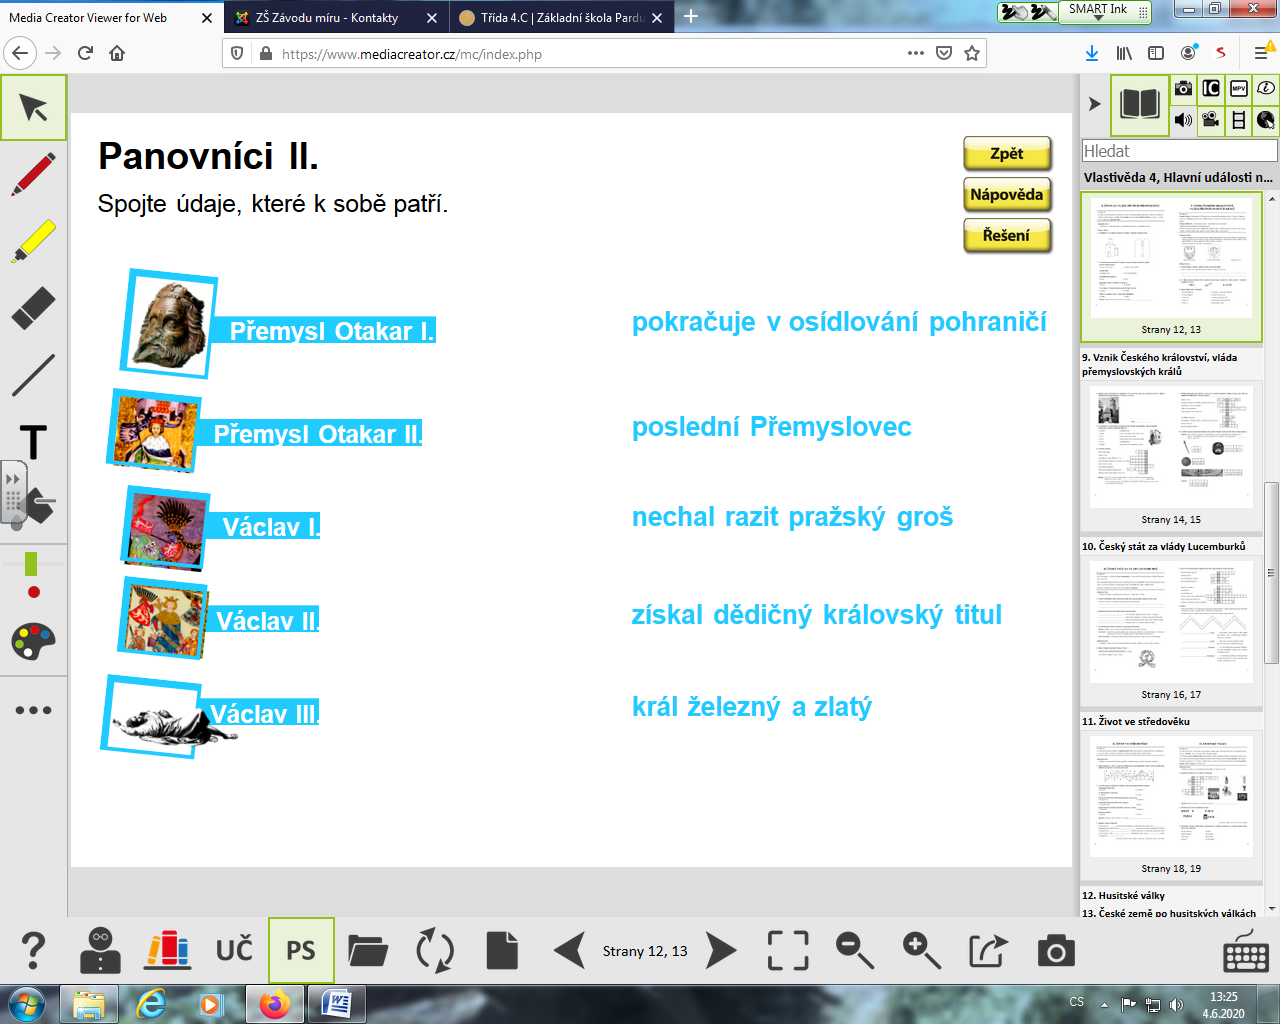 Media Creator Viewer for Web
ZŠ Závodu míru - Kontakty
Třída 4.C | Základní škola Pardu
SMART Ink
https://www.mediacreator.cz/mc/index.php
IC
MPV
Hledat
Vlastivěda 4, Hlavní události n...
Panovníci II.
Spojte údaje, které k sobě patří.
Zpět
Nápověda
Řešení
Přemysl Otakar I.
pokračuje v osídlování pohraničí
Přemysl Otakar II.
poslední Přemyslovec
Václav I.
nechal razit pražský groš
Václav II.
získal dědičný královský titul
Václav III.
král železný a zlatý
Strany 12, 13
9. Vznik Českého království, vláda
přemyslovských králů
Strany 14, 15
10. Český stát za vlády Lucemburků
Strany 16, 17
11. Život ve středověku
Strany 18, 19
12. Husitské války
13. České země po husitských válkách
T
?
UČ
PS
Strany 12, 13
CS
13:25
4.6.2020